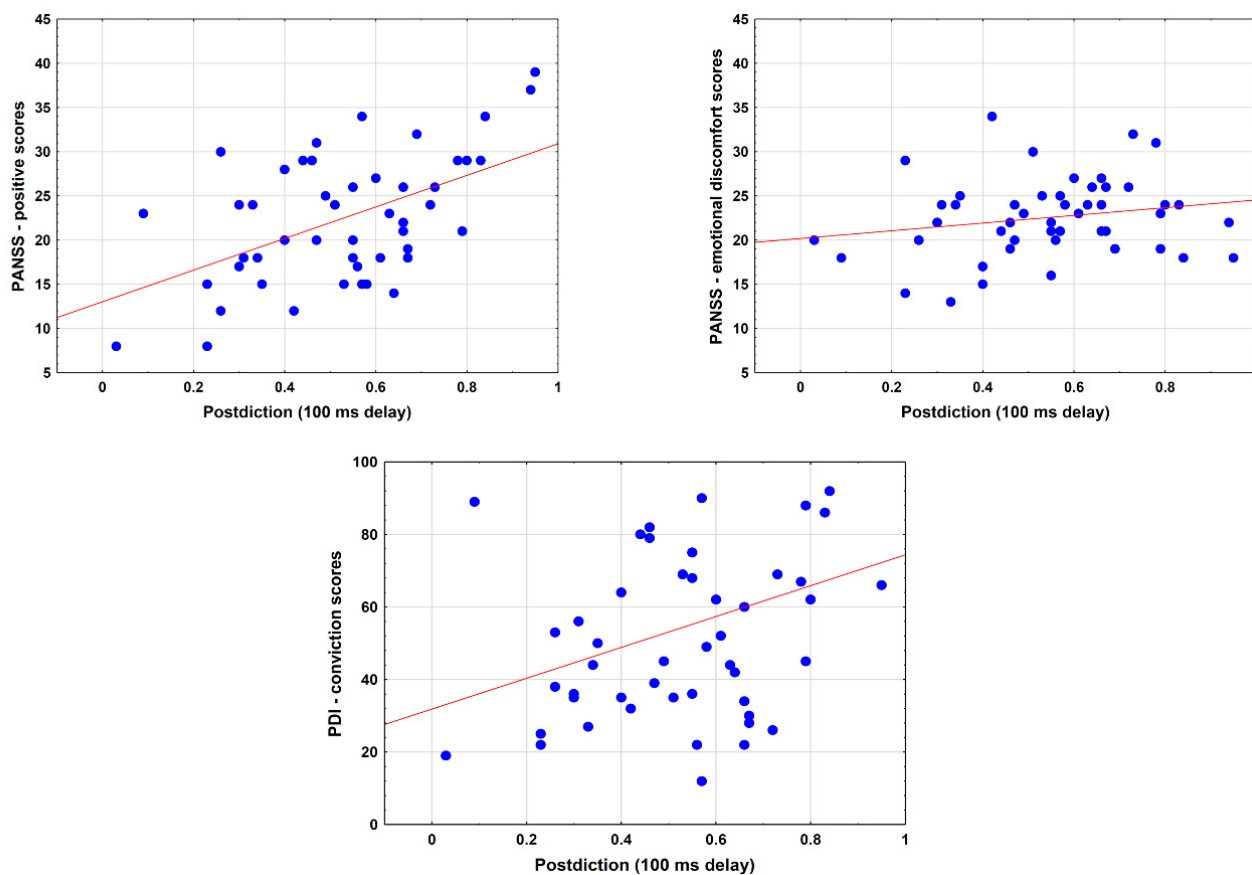 PANSS - positive scores
45
40
35
30
25
20
15
10
5
0 0.2 0.4 0.6 0.8 1
Postdiction (100 ms delay)
PANSS - emotional discomfort scores
45
40
35
30
25
20
15
10
5
0 0.2 0.4 0.6 0.8
Postdiction (100 ms delay)
PDI - conviction scores
100
80
60
40
20
0
0 0.2 0.4 0.6 0.8 1
Postdiction (100 ms delay)